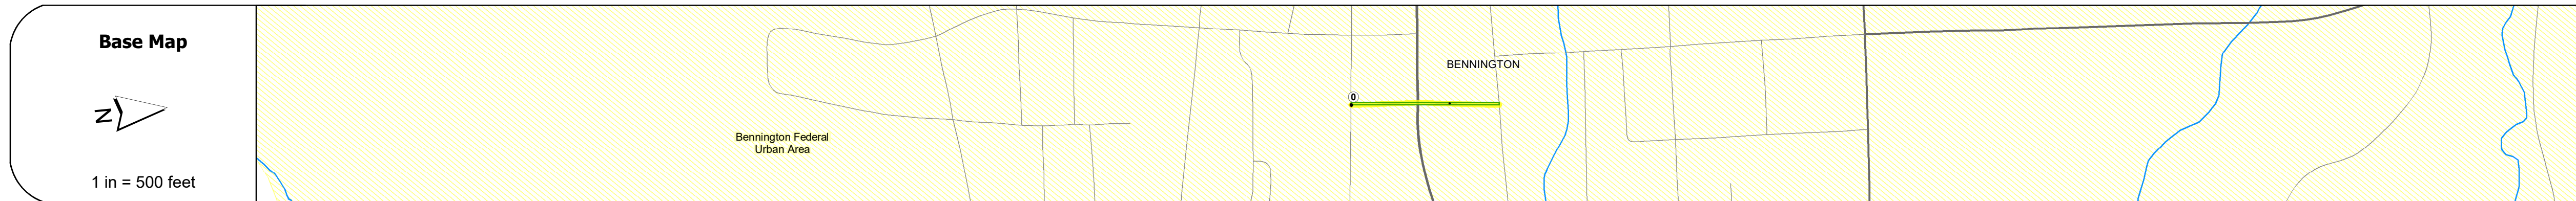 Base Map
N
1 in = 500 feet
Bennington Federal
Urban Area
0
BENNINGTON